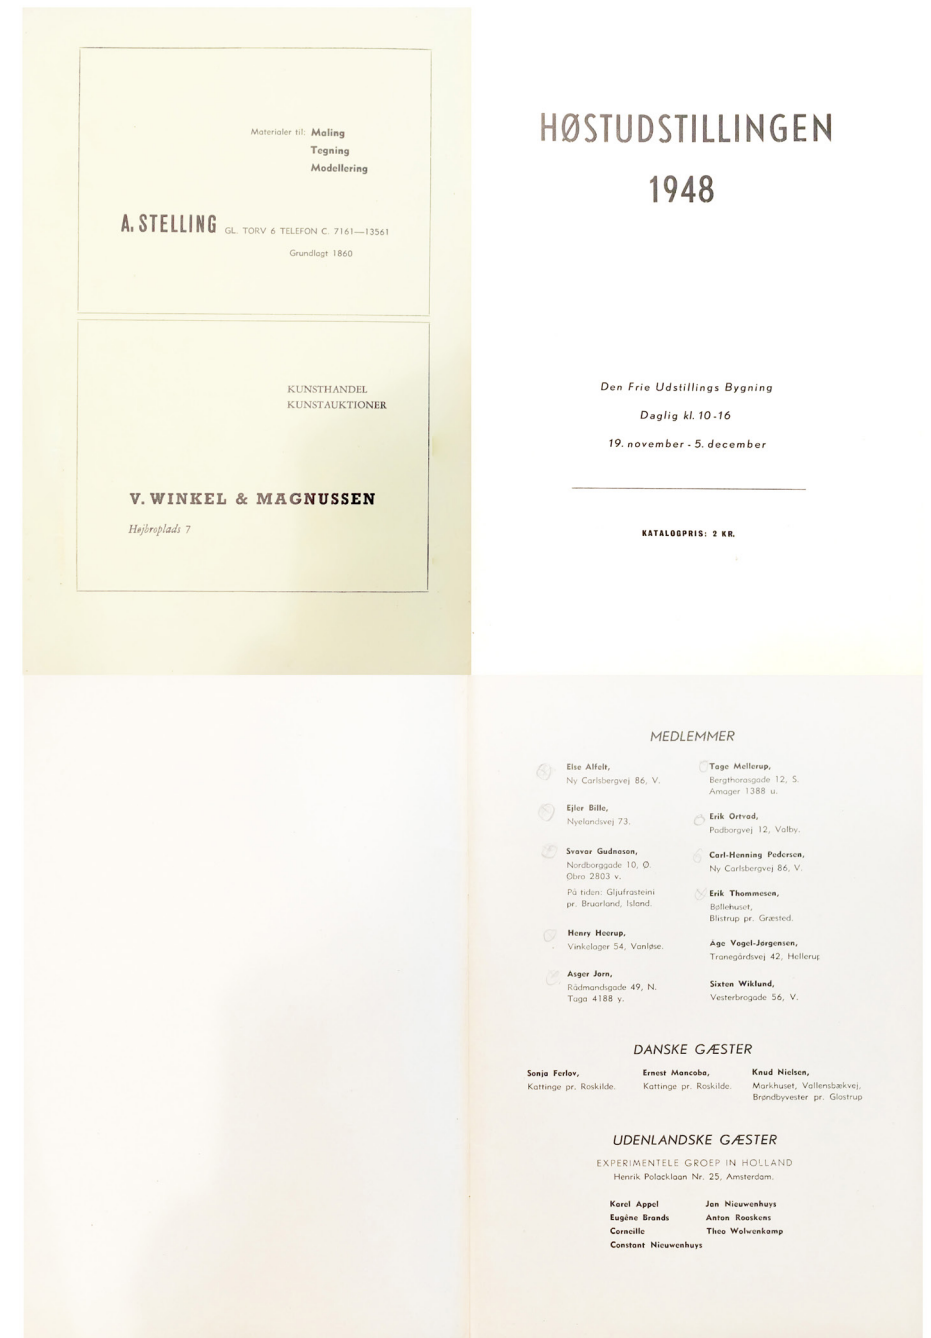 Materialer til: Maling
Tegning
Modellering
A. STELLING GL. TORV 6 TELEFON C. 7161—13561
Grundlagt 1860
KUNSTHANDEL
KUNSTAUKTIONER
V. WINKEL & MAGNUSSEN
Højbroplads 7
HØSTUDSTILLINGEN
1948
Den Frie Udstillings Bygning
Daglig kl. 10-16
19. november - 5. december
KATALOGPRIS: 2 KR.
MEDLEMMER
Else Alfelt,
Ny Carlsbergvej 86, V.
Ejler Bille,
Nyelandsvej 73.
Svavar Gudnason,
Nordborggade 10, Ø.
Øbro 2803 v.
På tiden: Gljufrasteini
pr. Bruarland, Island.
Henry Heerup,
Vinkelager 54, Vanløse.
Asger Jorn,
Rådmandsgade 49, N.
Taga 4188 y.
Tage Mellerup,
Bergthorasgade 12, S.
Amager 1388 u.
Erik Ortvad,
Padborgvej 12, Valby.
Carl-Henning Pedersen,
Ny Carlsbergvej 86, V.
Erik Thommesen,
Bøllehuset,
Blistrup pr. Græsted.
Age Vogel-Jørgensen,
Tranegårdsvej 42, Hellerup
Sixten Wiklund,
Vesterbrogade 56, V.
DANSKE GÆSTER
Sonja Ferlov,
Kattinge pr. Roskilde.
Ernest Mancoba,
Kattinge pr. Roskilde.
Knud Nielsen,
Markhuset, Vallensbækvej,
Brøndbyvester pr. Glostrup
UDENLANDSKE GÆSTER
EXPERIMENTELE GROEP IN HOLLAND
Henrik Polacklaan Nr. 25, Amsterdam.
Karel Appel
Eugéne Brands
Corneille
Constant Nieuwenhuys
Jan Nieuwenhuys
Anton Rooskens
Theo Wolwenkamp